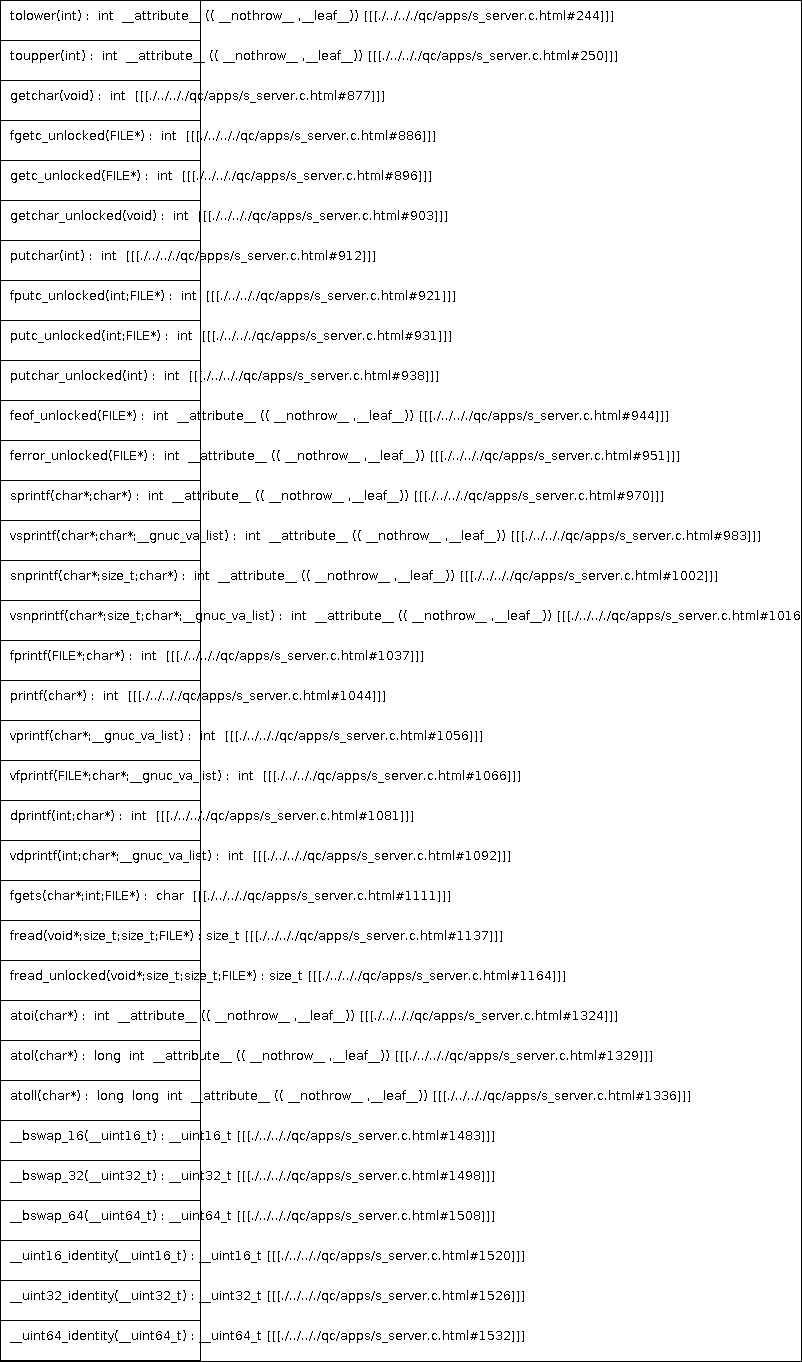 tolower(int) : int __attribute__ (( __nothrow__ ,__leaf__)) [[[./../.././qc/apps/s_server.c.html#244]]]
toupper(int) : int __attribute__ (( __nothrow__ ,__leaf__)) [[[./../.././qc/apps/s_server.c.html#250]]]
getchar(void) : int [[[./../.././qc/apps/s_server.c.html#877]]]
fgetc_unlocked(FILE*) : int [[[./../.././qc/apps/s_server.c.html#886]]]
getc_unlocked(FILE*) : int [[[./../.././qc/apps/s_server.c.html#896]]]
getchar_unlocked(void) : int [[[./../.././qc/apps/s_server.c.html#903]]]
putchar(int) : int [[[./../.././qc/apps/s_server.c.html#912]]]
fputc_unlocked(int;FILE*) : int [[[./../.././qc/apps/s_server.c.html#921]]]
putc_unlocked(int;FILE*) : int [[[./../.././qc/apps/s_server.c.html#931]]]
putchar_unlocked(int) : int [[[./../.././qc/apps/s_server.c.html#938]]]
feof_unlocked(FILE*) : int __attribute__ (( __nothrow__ ,__leaf__)) [[[./../.././qc/apps/s_server.c.html#944]]]
ferror_unlocked(FILE*) : int __attribute__ (( __nothrow__ ,__leaf__)) [[[./../.././qc/apps/s_server.c.html#951]]]
sprintf(char*;char*) : int __attribute__ (( __nothrow__ ,__leaf__)) [[[./../.././qc/apps/s_server.c.html#970]]]
vsprintf(char*;char*;__gnuc_va_list) : int __attribute__ (( __nothrow__ ,__leaf__)) [[[./../.././qc/apps/s_server.c.html#983]]]
snprintf(char*;size_t;char*) : int __attribute__ (( __nothrow__ ,__leaf__)) [[[./../.././qc/apps/s_server.c.html#1002]]]
vsnprintf(char*;size_t;char*;__gnuc_va_list) : int __attribute__ (( __nothrow__ ,__leaf__)) [[[./../.././qc/apps/s_server.c.html#1016
fprintf(FILE*;char*) : int [[[./../.././qc/apps/s_server.c.html#1037]]]
printf(char*) : int [[[./../.././qc/apps/s_server.c.html#1044]]]
vprintf(char*;__gnuc_va_list) : int [[[./../.././qc/apps/s_server.c.html#1056]]]
vfprintf(FILE*;char*;__gnuc_va_list) : int [[[./../.././qc/apps/s_server.c.html#1066]]]
dprintf(int;char*) : int [[[./../.././qc/apps/s_server.c.html#1081]]]
vdprintf(int;char*;__gnuc_va_list) : int [[[./../.././qc/apps/s_server.c.html#1092]]]
fgets(char*;int;FILE*) : char [[[./../.././qc/apps/s_server.c.html#1111]]]
fread(void*;size_t;size_t;FILE*) : size_t [[[./../.././qc/apps/s_server.c.html#1137]]]
fread_unlocked(void*;size_t;size_t;FILE*) : size_t [[[./../.././qc/apps/s_server.c.html#1164]]]
atoi(char*) : int __attribute__ (( __nothrow__ ,__leaf__)) [[[./../.././qc/apps/s_server.c.html#1324]]]
atol(char*) : long int __attribute__ (( __nothrow__ ,__leaf__)) [[[./../.././qc/apps/s_server.c.html#1329]]]
atoll(char*) : long long int __attribute__ (( __nothrow__ ,__leaf__)) [[[./../.././qc/apps/s_server.c.html#1336]]]
__bswap_16(__uint16_t) : __uint16_t [[[./../.././qc/apps/s_server.c.html#1483]]]
__bswap_32(__uint32_t) : __uint32_t [[[./../.././qc/apps/s_server.c.html#1498]]]
__bswap_64(__uint64_t) : __uint64_t [[[./../.././qc/apps/s_server.c.html#1508]]]
__uint16_identity(__uint16_t) : __uint16_t [[[./../.././qc/apps/s_server.c.html#1520]]]
__uint32_identity(__uint32_t) : __uint32_t [[[./../.././qc/apps/s_server.c.html#1526]]]
__uint64_identity(__uint64_t) : __uint64_t [[[./../.././qc/apps/s_server.c.html#1532]]]